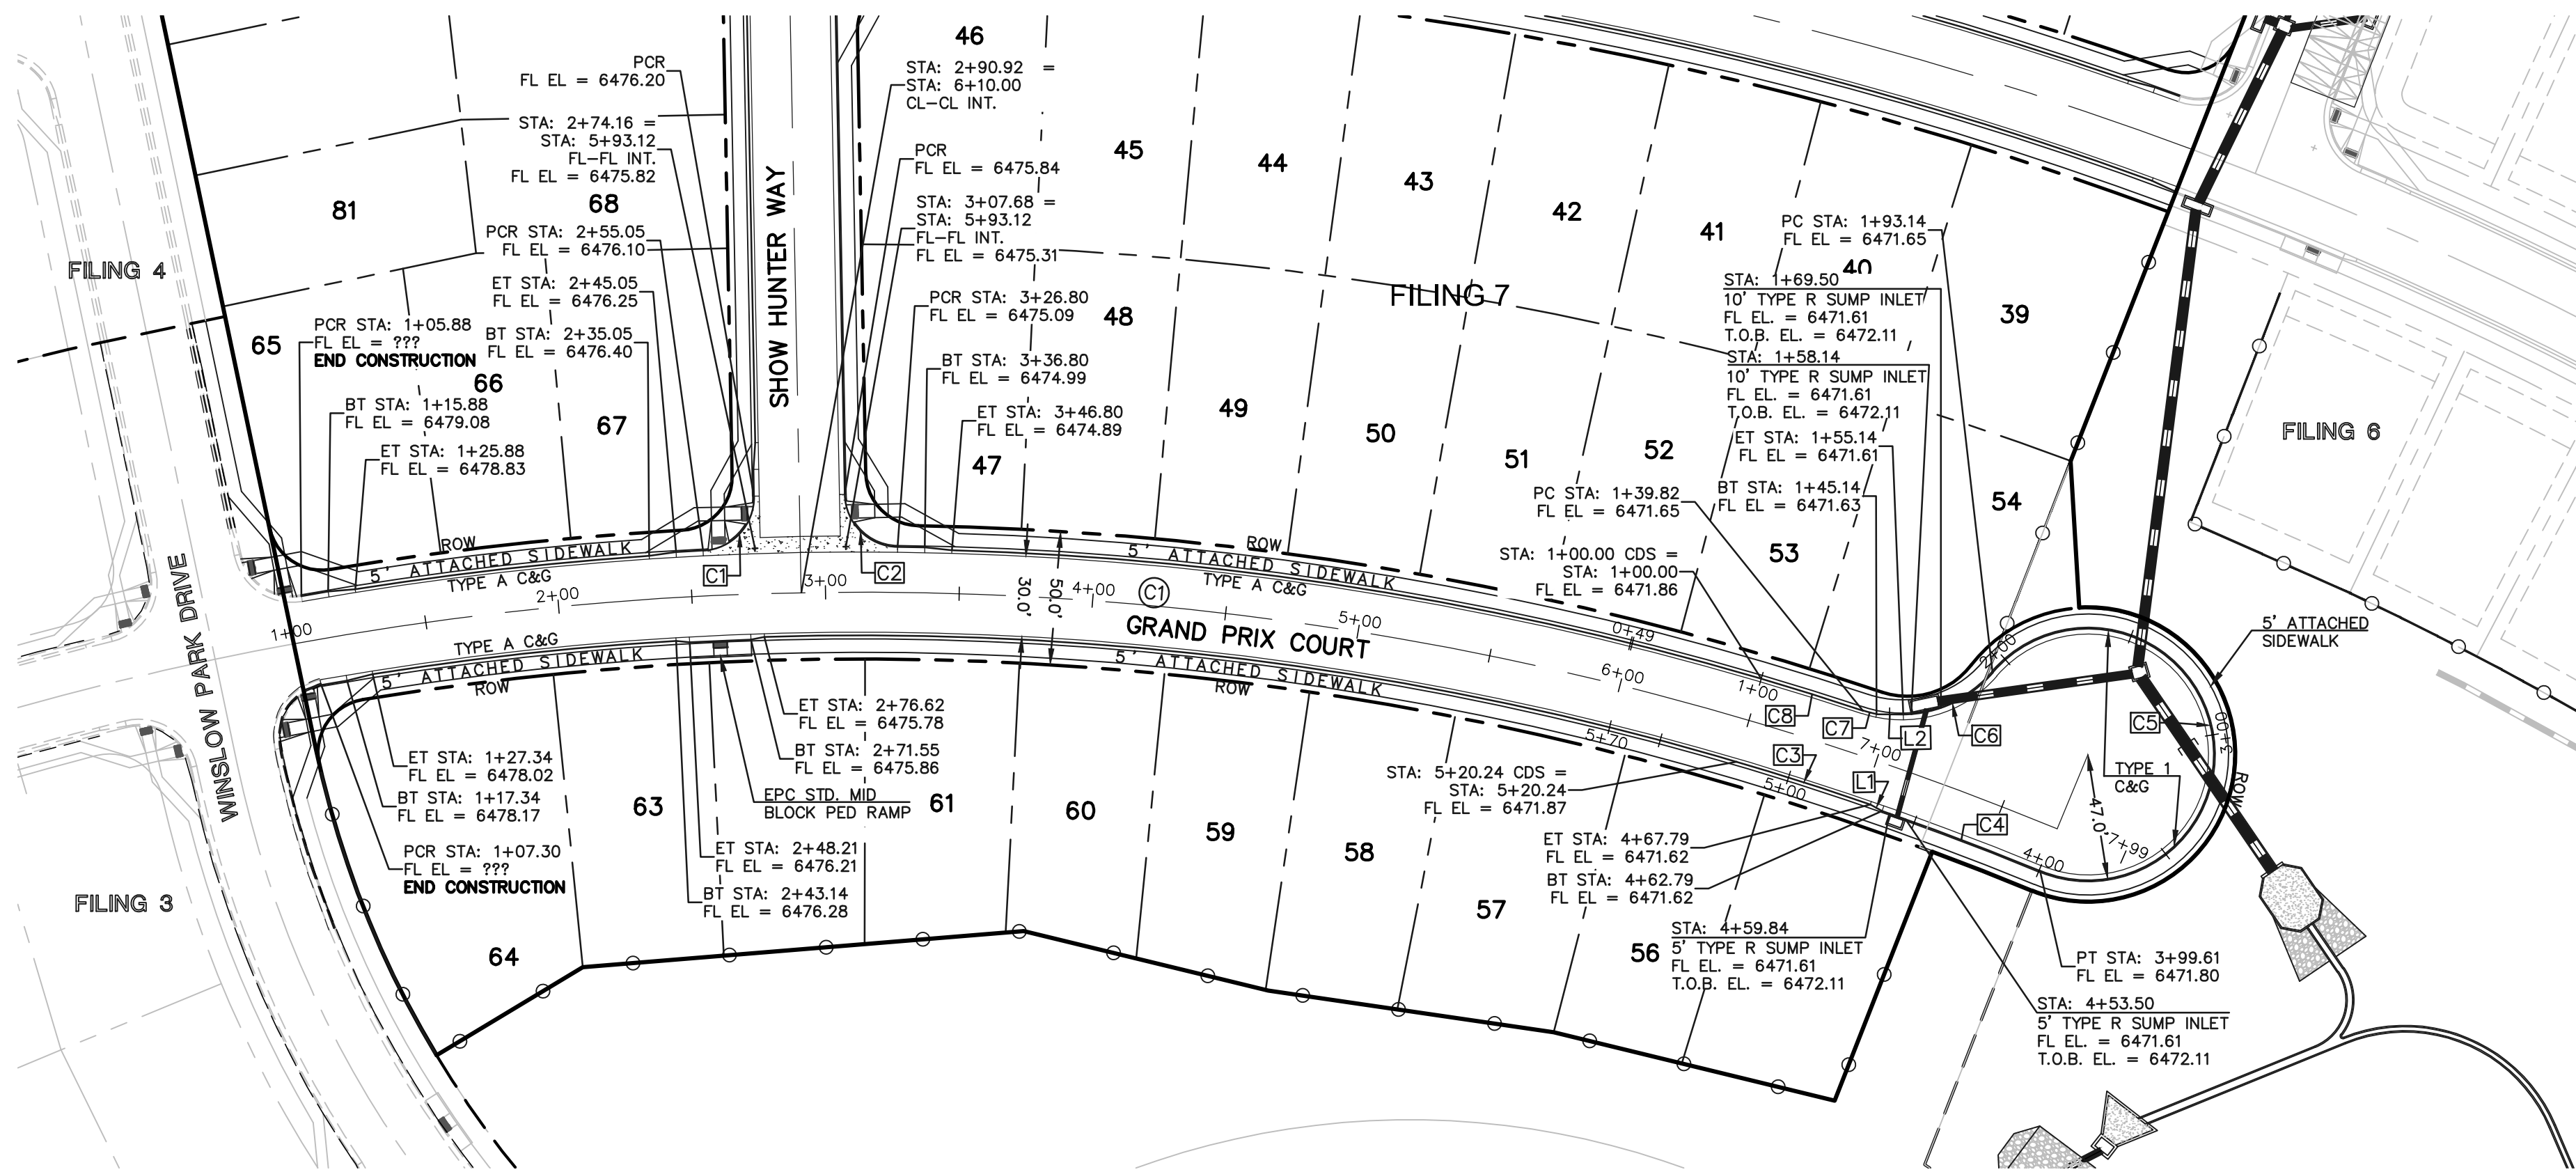 46
STA: 2+90.92 =
STA: 6+10.00
CL-CL INT.
PCR
FL EL = 6476.20
STA: 2+74.16 =
STA: 5+93.12
FL-FL INT.
FL EL = 6475.82
68
PCR STA: 2+55.05
FL EL = 6476.10
ET STA: 2+45.05
FL EL = 6476.25
BT STA: 2+35.05
FL EL = 6476.40
81
FILING 4
65
PCR STA: 1+05.88
FL EL = ???
END CONSTRUCTION
66
BT STA: 1+15.88
FL EL = 6479.08
ET STA: 1+25.88
FL EL = 6478.83
67
SHOW HUNTER WAY
PCR
FL EL = 6475.84
STA: 3+07.68 =
STA: 5+93.12
FL-FL INT.
FL EL = 6475.31
PCR STA: 3+26.80
FL EL = 6475.09
48
BT STA: 3+36.80
FL EL = 6474.99
ET STA: 3+46.80
FL EL = 6474.89
47
45
44
43
42
41
40
39
FILING 7
49
50
51
52
53
54
PC STA: 1+93.14
FL EL = 6471.65
STA: 1+69.50
10' TYPE R SUMP INLET
FL EL. = 6471.61
T.O.B. EL. = 6472.11
STA: 1+58.14
10' TYPE R SUMP INLET
FL EL. = 6471.61
T.O.B. EL. = 6472.11
ET STA: 1+55.14
FL EL = 6471.61
BT STA: 1+45.14
FL EL = 6471.63
PC STA: 1+39.82
FL EL = 6471.65
STA: 1+00.00 CDS =
STA: 1+00.00
FL EL = 6471.86
FILING 6
5' ATTACHED
SIDEWALK
ROW
5' ATTACHED SIDEWALK
TYPE A C&G
C1
C2
ROW
5' ATTACHED SIDEWALK
TYPE A C&G
1+00
2+00
3+00
4+00
C1
5+00
6+00
7+00
7+99
30.0'
50.0'
GRAND PRIX COURT
0+49
1+00
2+00
3+00
4+00
5+00
5+70
C8
C7
L2
C6
C5
C3
L1
C4
TYPE 1
C&G
47.0'
ROW
TYPE A C&G
5' ATTACHED SIDEWALK
ROW
5' ATTACHED SIDEWALK
ROW
WINSLOW PARK DRIVE
ET STA: 1+27.34
FL EL = 6478.02
BT STA: 1+17.34
FL EL = 6478.17
PCR STA: 1+07.30
FL EL = ???
END CONSTRUCTION
FILING 3
64
63
ET STA: 2+76.62
FL EL = 6475.78
BT STA: 2+71.55
FL EL = 6475.86
EPC STD. MID
BLOCK PED RAMP
ET STA: 2+48.21
FL EL = 6476.21
BT STA: 2+43.14
FL EL = 6476.28
61
60
59
58
57
56
STA: 5+20.24 CDS =
STA: 5+20.24
FL EL = 6471.87
ET STA: 4+67.79
FL EL = 6471.62
BT STA: 4+62.79
FL EL = 6471.62
STA: 4+59.84
5' TYPE R SUMP INLET
FL EL. = 6471.61
T.O.B. EL. = 6472.11
PT STA: 3+99.61
FL EL = 6471.80
STA: 4+53.50
5' TYPE R SUMP INLET
FL EL. = 6471.61
T.O.B. EL. = 6472.11